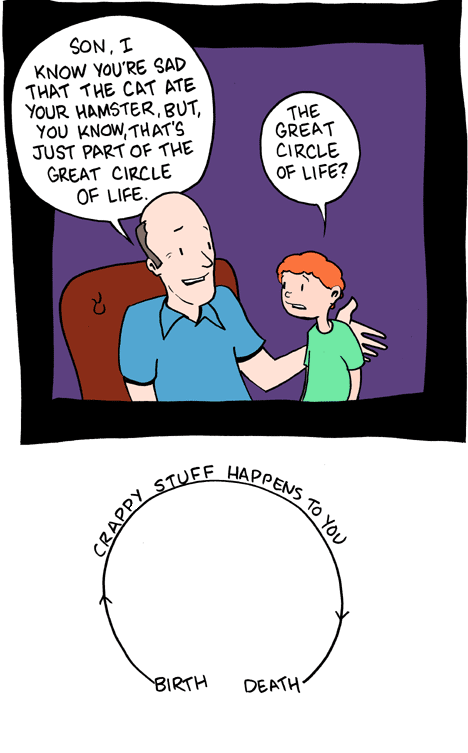 SON, I
KNOW YOU'RE SAD
THAT THE CAT ATE
YOUR HAMSTER, BUT,
YOU KNOW, THAT'S
JUST PART OF THE
GREAT CIRCLE
OF LIFE.
THE
GREAT
CIRCLE
OF LIFE?
CRAPPY STUFF HAPPENS TO YOU
BIRTH DEATH